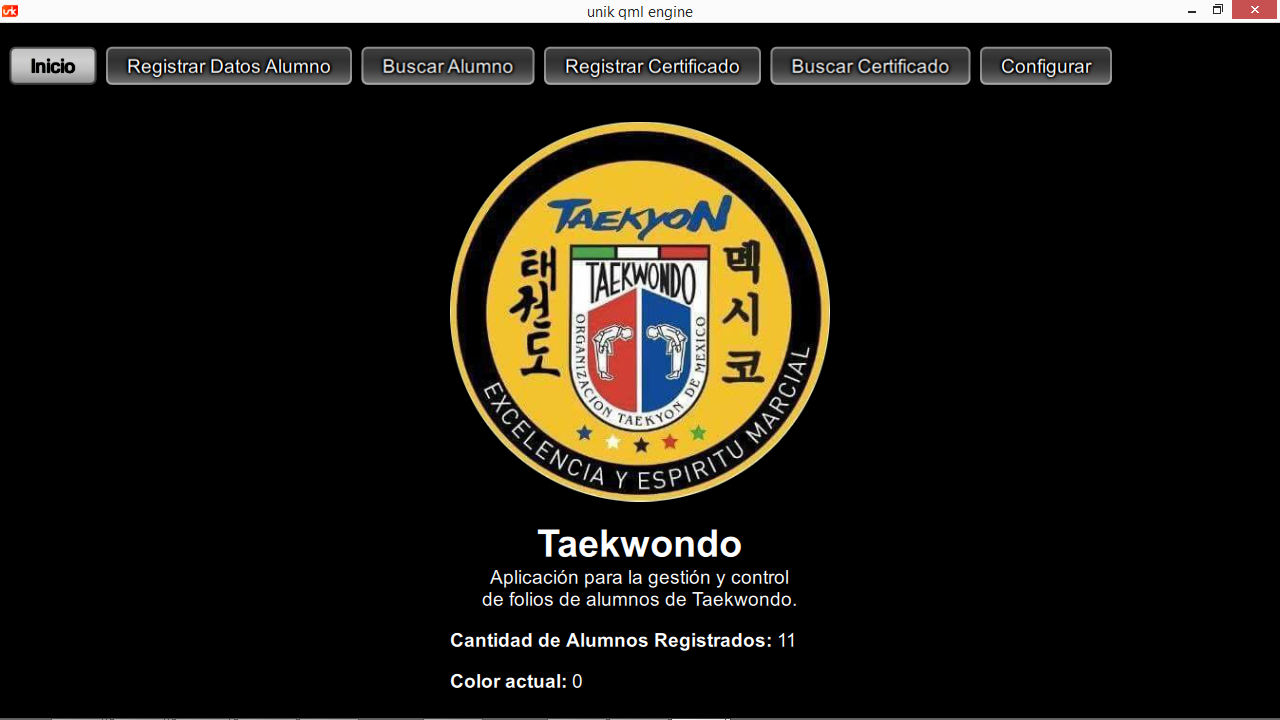 unik qml engine
Inicio
Registrar Datos Alumno
Buscar Alumno
Registrar Certificado
Buscar Certificado
Configurar
TAEKYON
태권도
멕시코
TAEKWONDO
ORGANIZACION TAEKYON DE MEXICO
EXCELENCIA Y ESPIRITU MARCIAL
Taekwondo
Aplicación para la gestión y control
de folios de alumnos de Taekwondo.
Cantidad de Alumnos Registrados: 11
Color actual: 0